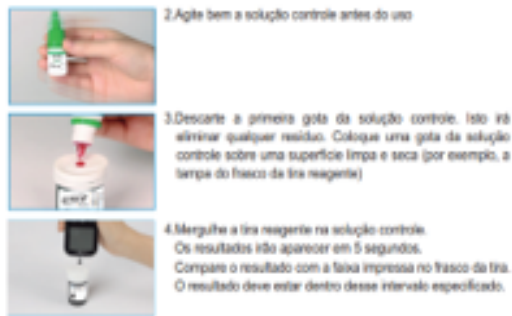 2.Agite bem a solução controle antes do uso
3.Descarte a primeira gota da solução controle. Isto irá
eliminar qualquer resíduo. Coloque uma gota da solução
controle sobre uma superfície limpa e seca (por exemplo, a
tampa do frasco da tira reagente)
4.Mergulhe a tira reagente na solução controle.
Os resultados irão aparecer em 5 segundos.
Compare o resultado com a faixa impressa no frasco da tira.
O resultado deve estar dentro desse intervalo especificado.